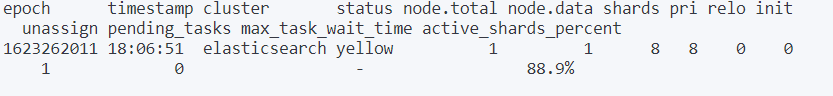 epoch timestamp cluster status node.total node.data shards pri relo init
unassign pending_tasks max_task_wait_time active_shards_percent
1623262011 18:06:51 elasticsearch yellow 1 1 8 8 0 0
1 0 - 88.9%